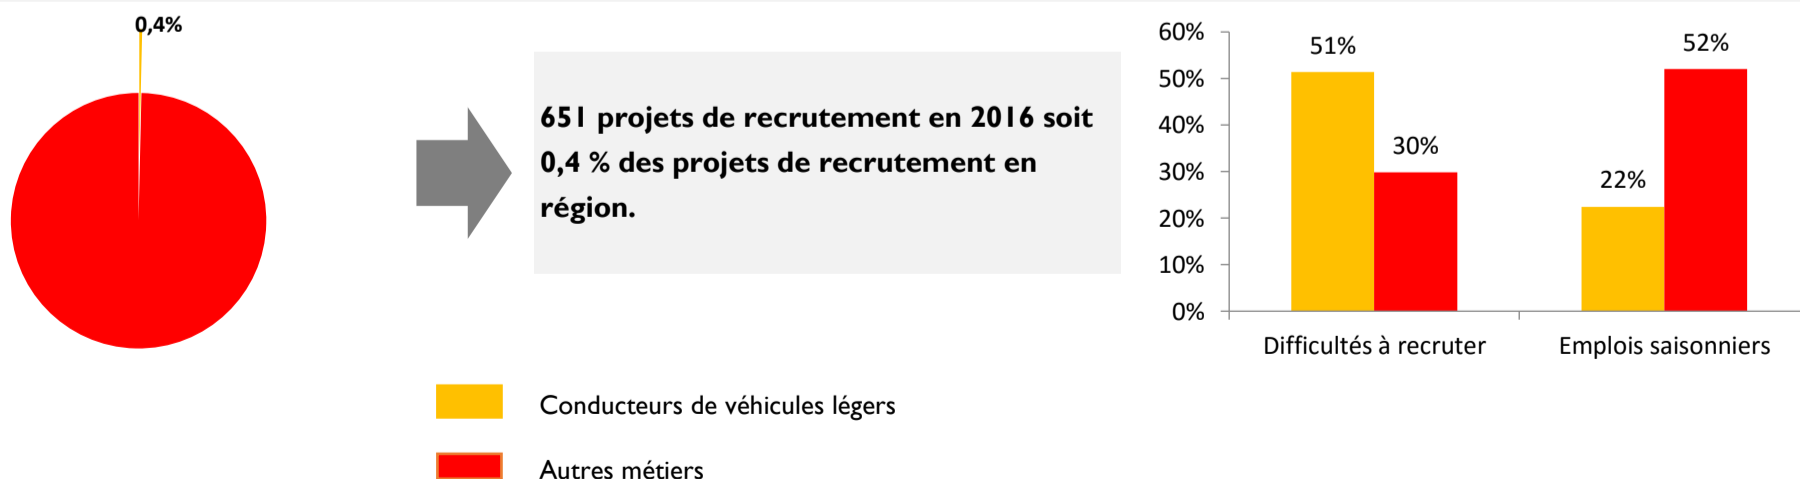 0,4%
651 projets de recrutement en 2016 soit
0,4 % des projets de recrutement en
région.
60%
50%
40%
30%
20%
10%
0%
51%
30%
22%
52%
Difficultés à recruter
Emplois saisonniers
Conducteurs de véhicules légers
Autres métiers